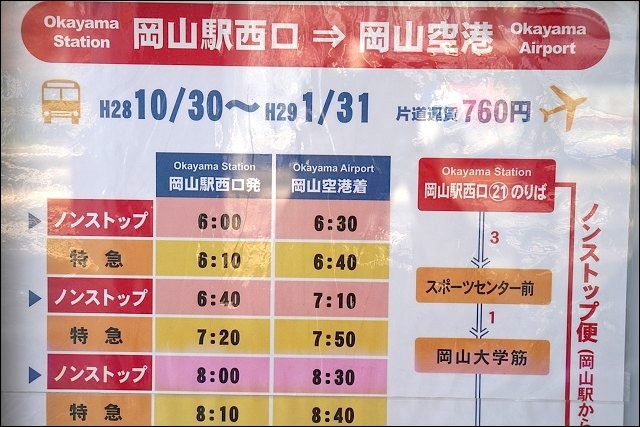 Okayama Station 岡山駅西口 ⇒ 岡山空港 Okayama Airport
H28 10/30～H29 1/31 片道運賃 760円
Okayama Station Okayama Airport
岡山駅西口発 岡山空港着
ノンストップ 6:00 6:30
特急 6:10 6:40
ノンストップ 6:40 7:10
特急 7:20 7:50
ノンストップ 8:00 8:30
特急 8:10 8:40
Okayama Station
岡山駅西口㉑のりば
3
スポーツセンター前
1
岡山大学筋
ノンストップ便(岡山駅から